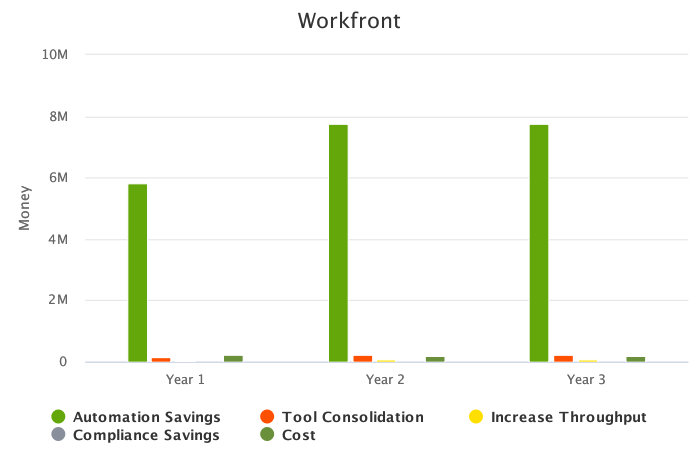 Workfront
10M
8M
6M
4M
2M
0
Money
Year 1
Year 2
Year 3
Automation Savings
Tool Consolidation
Increase Throughput
Compliance Savings
Cost